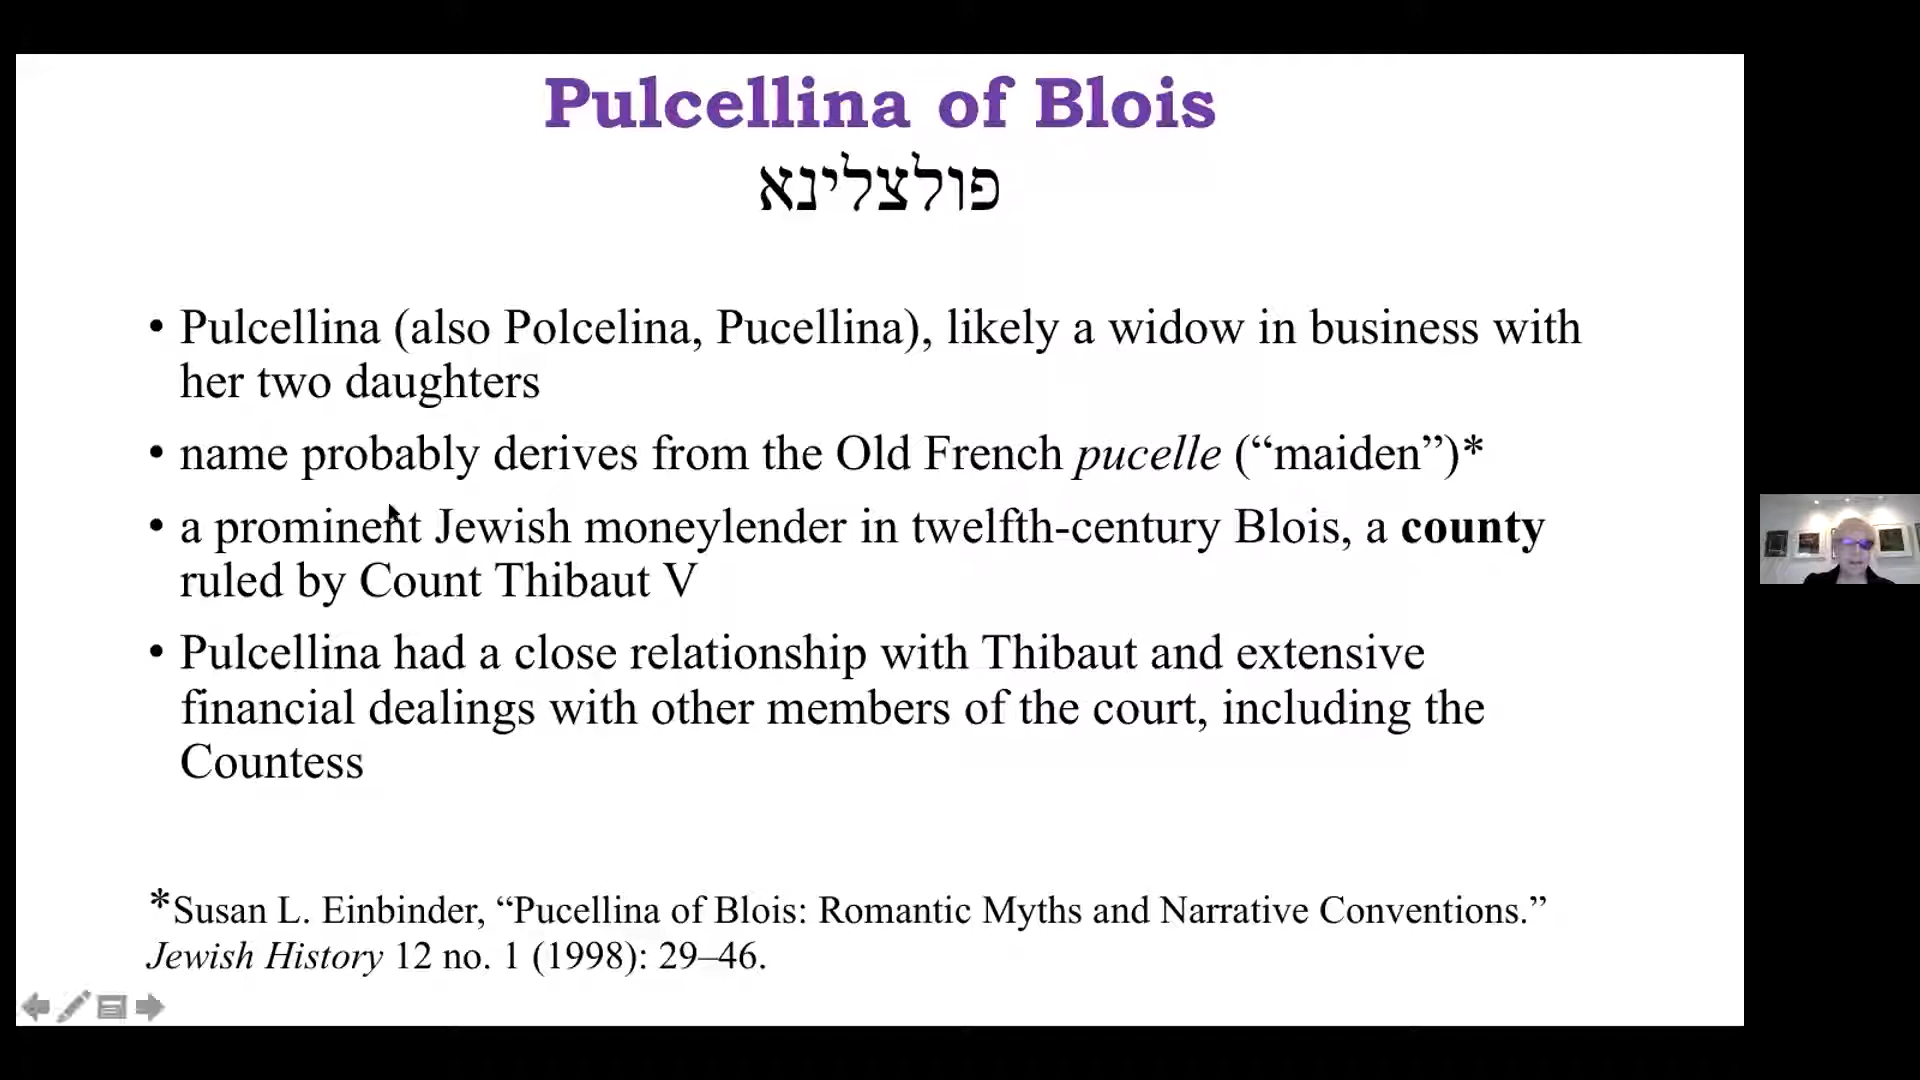 Pulcellina of Blois
פולצלינא
• Pulcellina (also Polcelina, Pucellina), likely a widow in business with
her two daughters
• name probably derives from the Old French pucelle (“maiden”)*
• a prominent Jewish moneylender in twelfth-century Blois, a county
ruled by Count Thibaut V
• Pulcellina had a close relationship with Thibaut and extensive
financial dealings with other members of the court, including the
Countess
*Susan L. Einbinder, “Pucellina of Blois: Romantic Myths and Narrative Conventions.”
Jewish History 12 no. 1 (1998): 29–46.